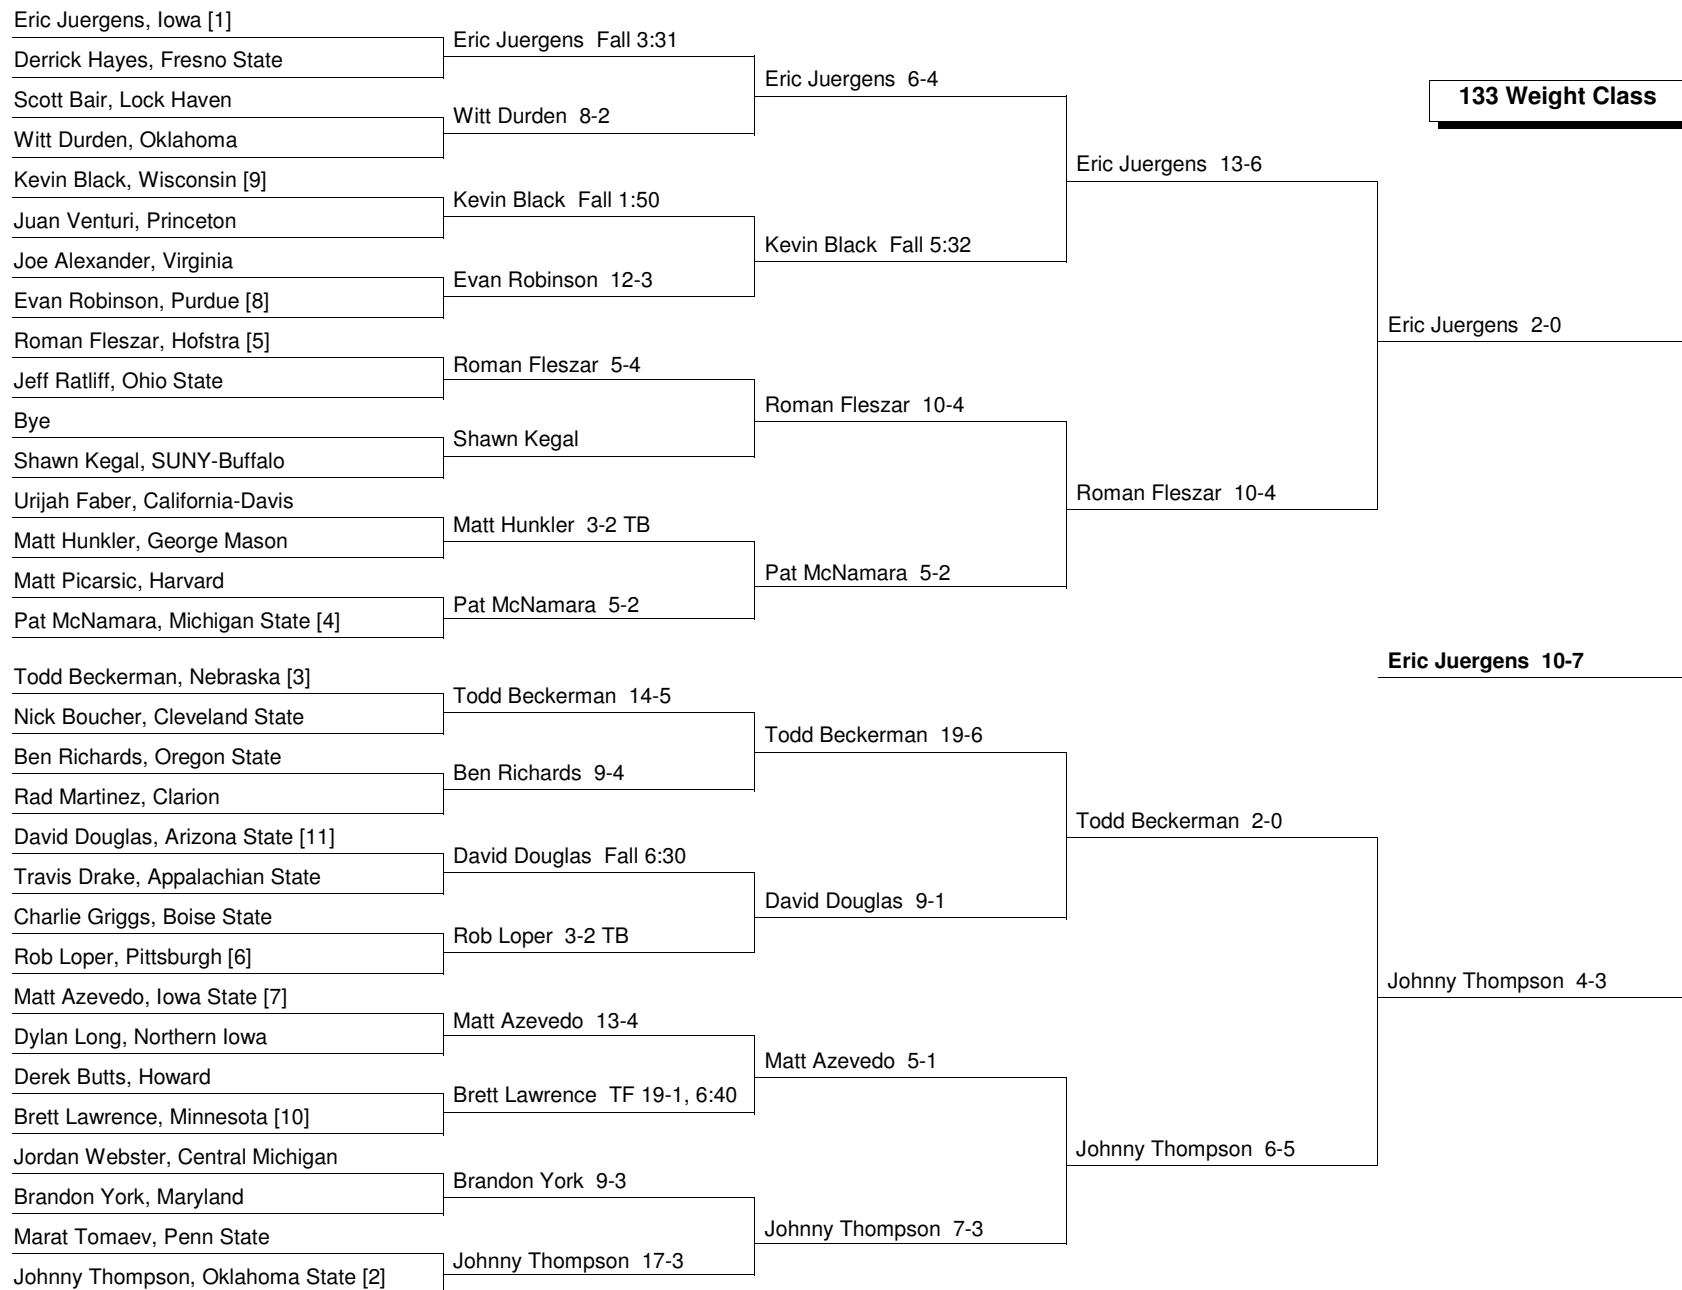 Eric Juergens, Iowa [1]
Derrick Hayes, Fresno State
Scott Bair, Lock Haven
Witt Durden, Oklahoma
Kevin Black, Wisconsin [9]
Juan Venturi, Princeton
Joe Alexander, Virginia
Evan Robinson, Purdue [8]
Roman Fleszar, Hofstra [5]
Jeff Ratliff, Ohio State
Bye
Shawn Kegal, SUNY-Buffalo
Urijah Faber, California-Davis
Matt Hunkler, George Mason
Matt Picarsic, Harvard
Pat McNamara, Michigan State [4]
Todd Beckerman, Nebraska [3]
Nick Boucher, Cleveland State
Ben Richards, Oregon State
Rad Martinez, Clarion
David Douglas, Arizona State [11]
Travis Drake, Appalachian State
Charlie Griggs, Boise State
Rob Loper, Pittsburgh [6]
Matt Azevedo, Iowa State [7]
Dylan Long, Northern Iowa
Derek Butts, Howard
Brett Lawrence, Minnesota [10]
Jordan Webster, Central Michigan
Brandon York, Maryland
Marat Tomaev, Penn State
Johnny Thompson, Oklahoma State [2]
Eric Juergens Fall 3:31
Witt Durden 8-2
Kevin Black Fall 1:50
Evan Robinson 12-3
Roman Fleszar 5-4
Shawn Kegal
Matt Hunkler 3-2 TB
Pat McNamara 5-2
Todd Beckerman 14-5
Ben Richards 9-4
David Douglas Fall 6:30
Rob Loper 3-2 TB
Matt Azevedo 13-4
Brett Lawrence TF 19-1, 6:40
Brandon York 9-3
Johnny Thompson 17-3
Eric Juergens 6-4
Kevin Black Fall 5:32
Roman Fleszar 10-4
Pat McNamara 5-2
Todd Beckerman 19-6
David Douglas 9-1
Matt Azevedo 5-1
Johnny Thompson 7-3
Eric Juergens 13-6
Roman Fleszar 10-4
Todd Beckerman 2-0
Johnny Thompson 6-5
133 Weight Class
Eric Juergens 2-0
Eric Juergens 10-7
Johnny Thompson 4-3